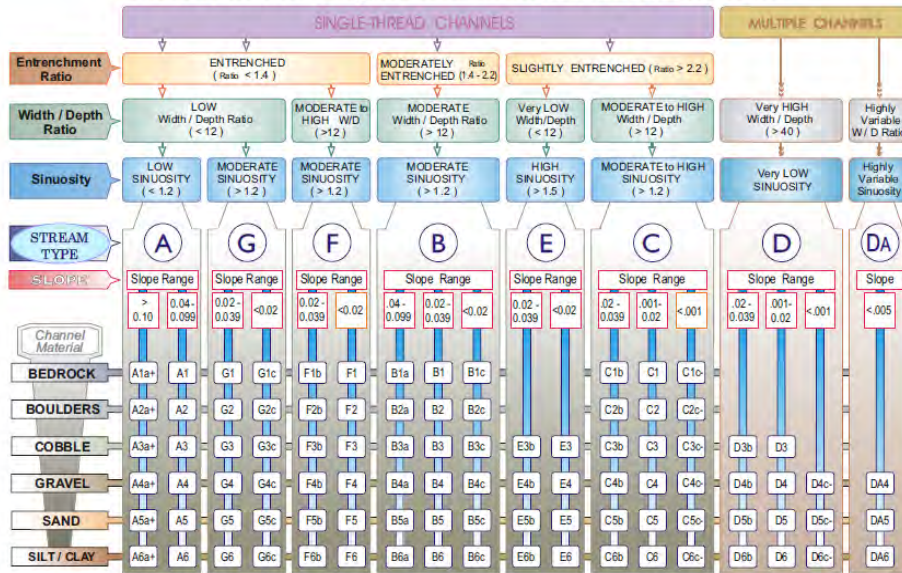 SINGLE-THREAD CHANNELS
MULTIPLE CHANNELS
Entrenchment
Ratio
ENTRENCHED
( Ratio < 1.4 )
MODERATELY Ratio
ENTRENCHED (1.4 - 2.2)
SLIGHTLY ENTRENCHED ( Ratio > 2.2 )
Width / Depth
Ratio
LOW
Width / Depth Ratio
( < 12 )
MODERATE to
HIGH W/D
( >12 )
MODERATE
Width / Depth Ratio
( > 12 )
Very LOW
Width/Depth
( < 12 )
MODERATE to HIGH
Width / Depth
( > 12 )
Very HIGH
Width / Depth
( > 40 )
Highly
Variable
W / D Ratio
Sinuosity
LOW
SINUOSITY
( < 1.2 )
MODERATE
SINUOSITY
( > 1.2 )
MODERATE
SINUOSITY
( > 1.2 )
MODERATE
SINUOSITY
( > 1.2 )
HIGH
SINUOSITY
( > 1.5 )
MODERATE to HIGH
SINUOSITY
( > 1.2 )
Very LOW
SINUOSITY
Highly
Variable
Sinuosity
STREAM
TYPE
A G F B E C D DA
SLOPE
Slope Range Slope Range Slope Range Slope Range Slope Range Slope Range Slope Range Slope
> 0.10
0.04 - 0.099
0.02 - 0.039
<0.02
0.02 - 0.039
<0.02
.04 - 0.099
0.02 - 0.039
<0.02
0.02 - 0.039
<0.02
.02 - 0.039
.001- 0.02
<.001
.02 - 0.039
.001- 0.02
<.001
<.005
Channel
Material
BEDROCK A1a+ A1 G1 G1c F1b F1 B1a B1 B1c C1b C1 C1c-
BOULDERS A2a+ A2 G2 G2c F2b F2 B2a B2 B2c C2b C2 C2c-
COBBLE A3a+ A3 G3 G3c F3b F3 B3a B3 B3c E3b E3 C3b C3 C3c- D3b D3
GRAVEL A4a+ A4 G4 G4c F4b F4 B4a B4 B4c E4b E4 C4b C4 C4c- D4b D4 D4c- DA4
SAND A5a+ A5 G5 G5c F5b F5 B5a B5 B5c E5b E5 C5b C5 C5c- D5b D5 D5c- DA5
SILT / CLAY A6a+ A6 G6 G6c F6b F6 B6a B6 B6c E6b E6 C6b C6 C6c- D6b D6 D6c- DA6